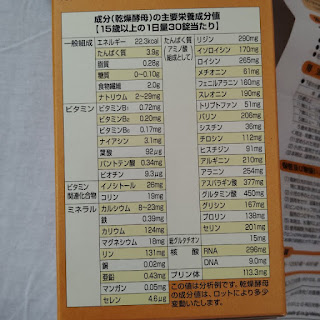 成分(乾燥酵母)の主要栄養成分値
【15歳以上の1日量30錠当たり】
一般組成 エネルギー 22.3kcal
たんぱく質 3.9g
脂質 0.28g
糖質 0~0.10g
食物繊維 2.0g
ナトリウム 2~29mg
ビタミン ビタミンB₁ 0.72mg
ビタミンB₂ 0.20mg
ビタミンB₆ 0.17mg
ナイアシン 3.1mg
葉酸 92μg
パントテン酸 0.34mg
ビオチン 9.3μg
ビタミン関連化合物 イノシトール 26mg
コリン 19mg
ミネラル カルシウム 8~23mg
鉄 0.39mg
カリウム 124mg
マグネシウム 18mg
リン 131mg
銅 0.02mg
亜鉛 0.43mg
マンガン 0.05mg
セレン 4.6μg
たんぱく質(アミノ酸組成として) リジン 290mg
イソロイシン 170mg
ロイシン 265mg
メチオニン 61mg
フェニルアラニン 160mg
スレオニン 190mg
トリプトファン 51mg
バリン 206mg
シスチン 36mg
チロシン 112mg
ヒスチジン 91mg
アルギニン 210mg
アラニン 254mg
アスパラギン酸 377mg
グルタミン酸 450mg
グリシン 167mg
プロリン 138mg
セリン 201mg
総グルタチオン 15mg
核酸 RNA 296mg
DNA 9.0mg
プリン体 113.3mg
この値は分析例です。乾燥酵母
の成分値は、ロットにより多少
変動いたします。